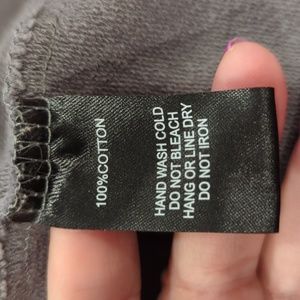 100%COTTON
HAND WASH COLD
DO NOT BLEACH
HANG OR LINE DRY
DO NOT IRON